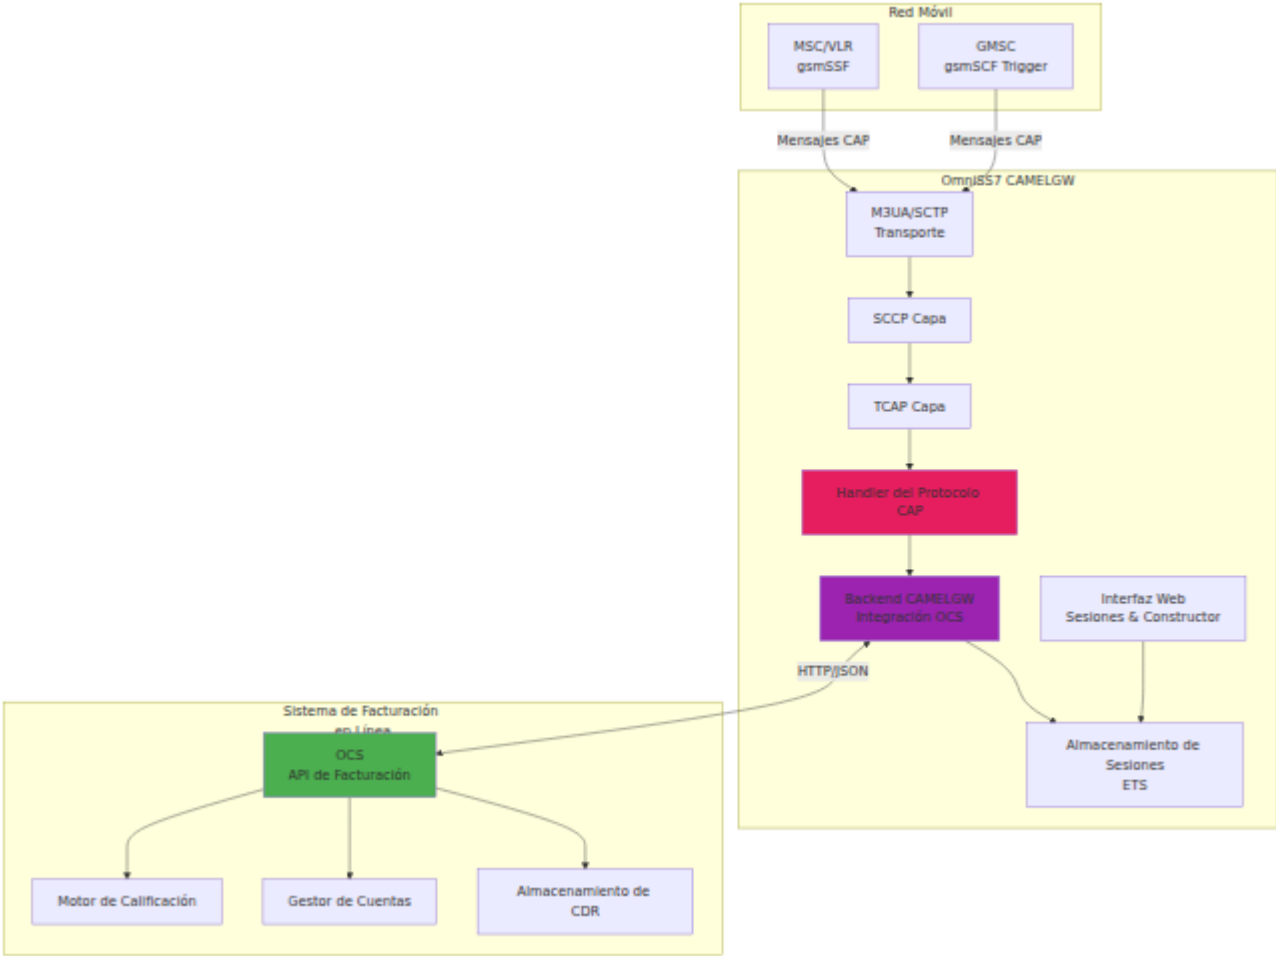 Red Móvil
MSC/VLR
gsmSSF
GMSC
gsmSCF Trigger
Mensajes CAP
Mensajes CAP
OmniSS7 CAMELGW
M3UA/SCTP
Transporte
SCCP Capa
TCAP Capa
Handler del Protocolo
CAP
Backend CAMELGW
Integración OCS
Interfaz Web
Sesiones & Constructor
HTTP/JSON
Almacenamiento de
Sesiones
ETS
Sistema de Facturación
en Línea
OCS
API de Facturación
Motor de Calificación
Gestor de Cuentas
Almacenamiento de
CDR